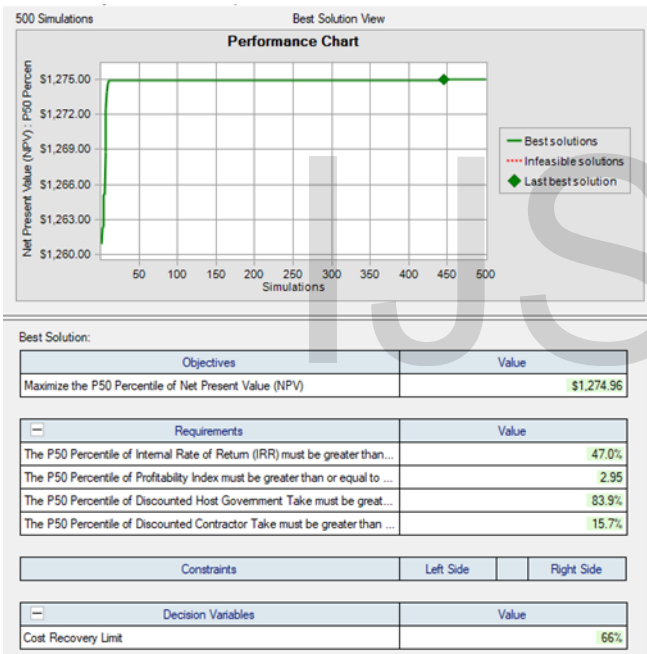 500 Simulations Best Solution View
Performance Chart
Net Present Value (NPV) : P50 Percen
$1,275.00
$1,272.00
$1,269.00
$1,266.00
$1,263.00
$1,260.00
50 100 150 200 250 300 350 400 450 500
Simulations
Best solutions
Infeasible solutions
Last best solution
IJS
Best Solution:
Objectives Value
Maximize the P50 Percentile of Net Present Value (NPV) $1,274.96
Requirements Value
The P50 Percentile of Internal Rate of Return (IRR) must be greater than... 47.0%
The P50 Percentile of Profitability Index must be greater than or equal to ... 2.95
The P50 Percentile of Discounted Host Government Take must be great... 83.9%
The P50 Percentile of Discounted Contractor Take must be greater than ... 15.7%
Constraints Left Side Right Side
Decision Variables Value
Cost Recovery Limit 66%